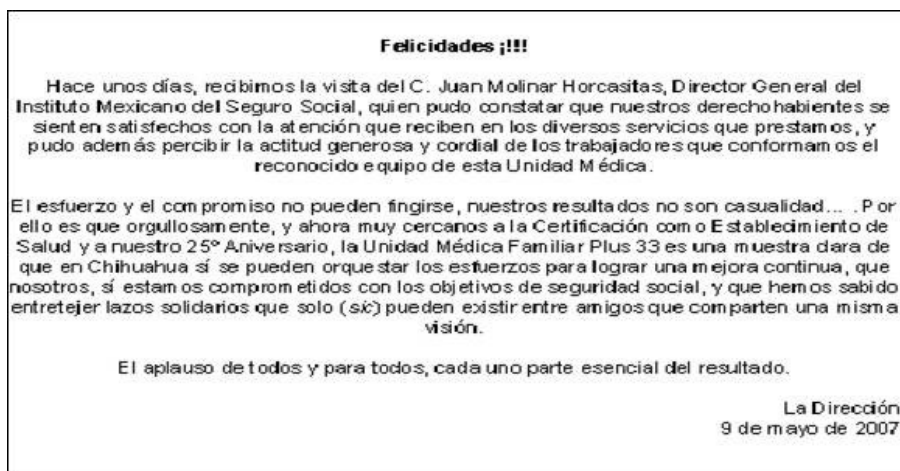 Felicidades ¡!!!
Hace unos días, recibimos la visita del C. Juan Molinar Horcasitas, Director General del
Instituto Mexicano del Seguro Social, quien pudo constatar que nuestros derechohabientes se
sienten satisfechos con la atención que reciben en los diversos servicios que prestamos, y
pudo además percibir la actitud generosa y cordial de los trabajadores que conformamos el
reconocido equipo de esta Unidad Médica.
El esfuerzo y el compromiso no pueden fingirse, nuestros resultados no son casualidad... . Por
ello es que orgullosamente, y ahora muy cercanos a la Certificación como Establecimiento de
Salud y a nuestro 25º Aniversario, la Unidad Médica Familiar Plus 33 es una muestra clara de
que en Chihuahua sí se pueden orquestar los esfuerzos para lograr una mejora continua, que
nosotros, sí estamos comprometidos con los objetivos de seguridad social, y que hemos sabido
entretejer lazos solidarios que solo (sic) pueden existir entre amigos que comparten una misma
visión.
El aplauso de todos y para todos, cada uno parte esencial del resultado.
La Dirección
9 de mayo de 2007